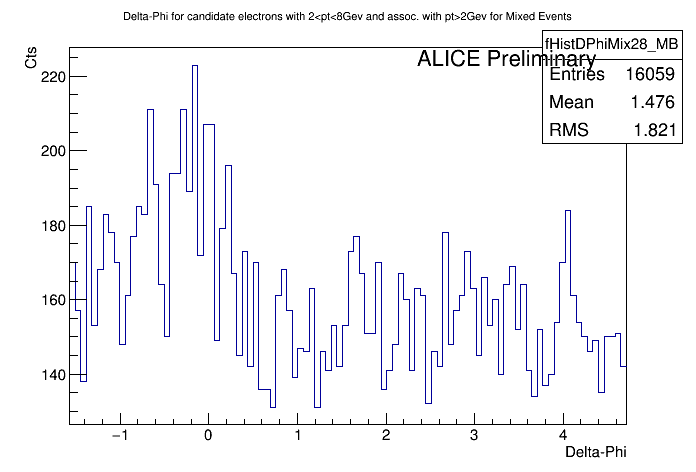 Delta-Phi for candidate electrons with 2<pt<8Gev and assoc. with pt>2Gev for Mixed Events
Cts
ALICE Preliminary
fHistDPhiMix28_MB
Entries 16059
Mean 1.476
RMS 1.821
220
200
180
160
140
−1 0 1 2 3 4
Delta-Phi